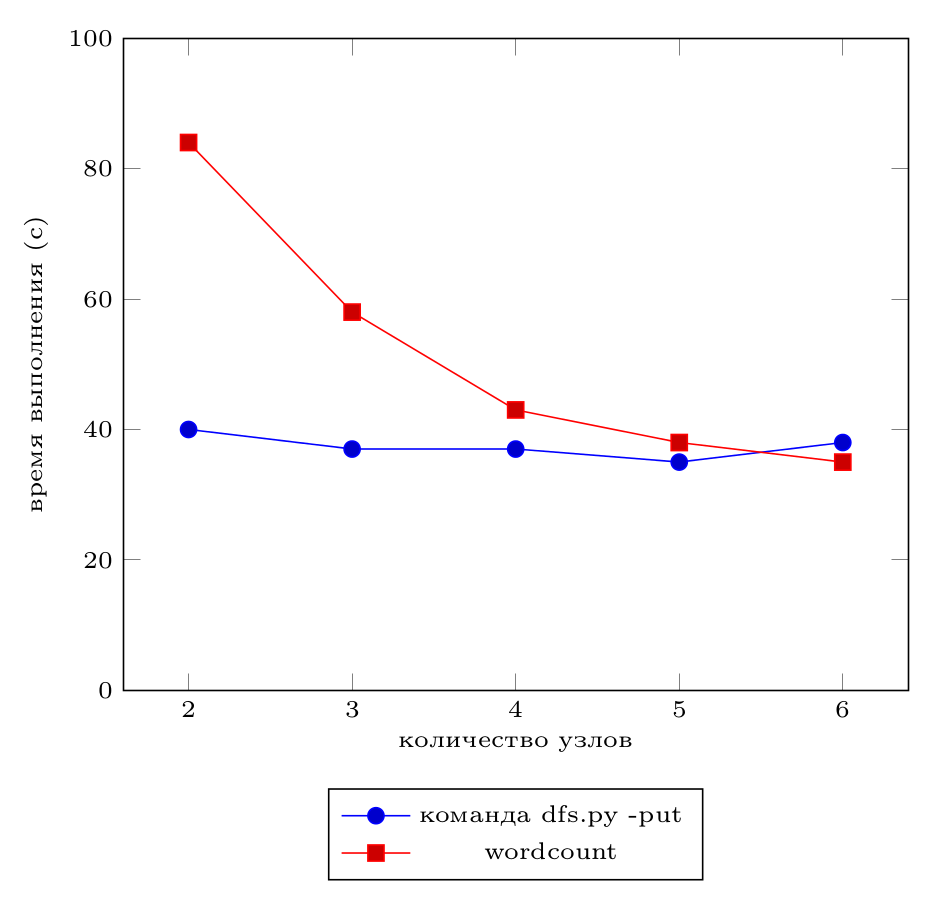 100
80
60
40
20
0
время выполнения (с)
2 3 4 5 6
количество узлов
команда dfs.py -put
wordcount